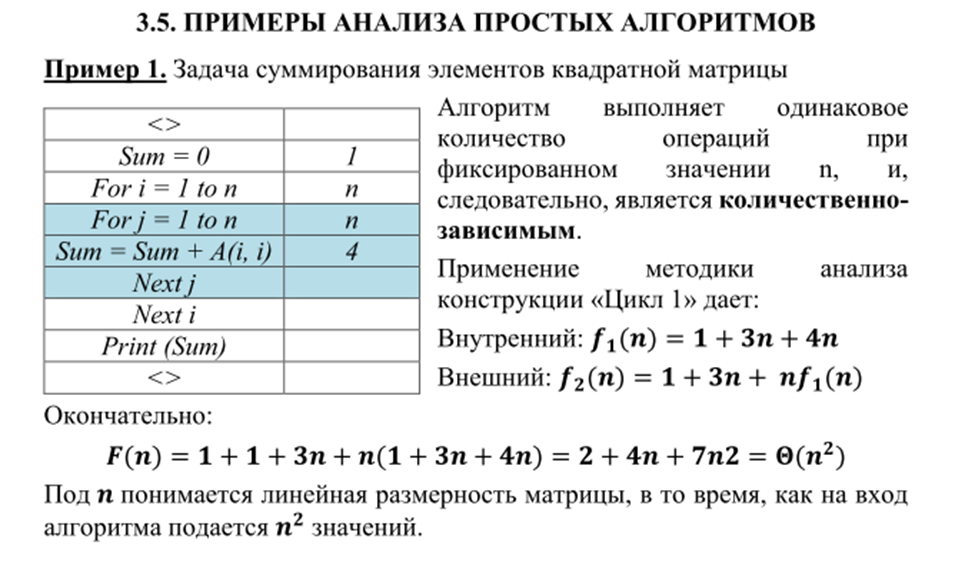 3.5. ПРИМЕРЫ АНАЛИЗА ПРОСТЫХ АЛГОРИТМОВ
Пример 1. Задача суммирования элементов квадратной матрицы
<>
Sum = 0 1
For i = 1 to n n
For j = 1 to n n
Sum = Sum + A(i, i) 4
Next j
Next i
Print (Sum)
<>
Алгоритм выполняет одинаковое
количество операций при
фиксированном значении n, и,
следовательно, является количественно-
зависимым.
Применение методики анализа
конструкции «Цикл 1» дает:
Внутренний: f₁(n) = 1 + 3n + 4n
Внешний: f₂(n) = 1 + 3n + nf₁(n)
Окончательно:
F(n) = 1 + 1 + 3n + n(1 + 3n + 4n) = 2 + 4n + 7n2 = Θ(n²)
Под n понимается линейная размерность матрицы, в то время, как на вход
алгоритма подается n² значений.